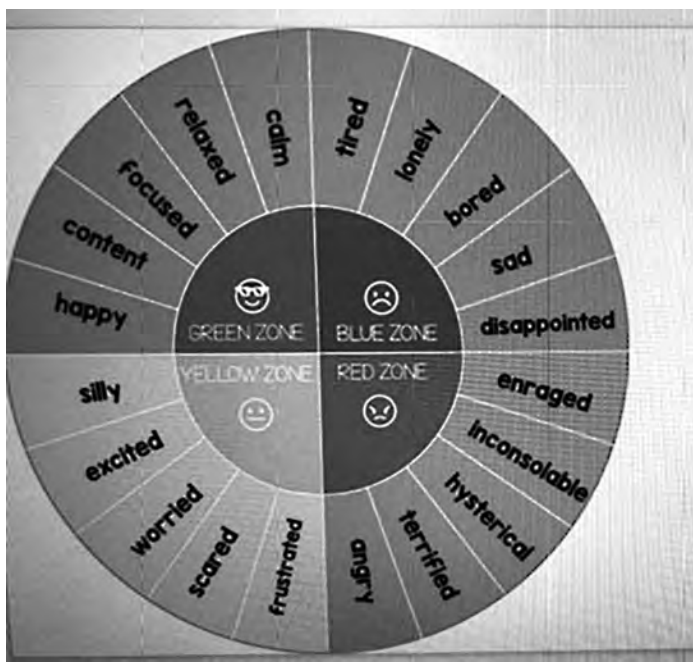 calm
relaxed
focused
content
happy
tired
lonely
bored
sad
disappointed
GREEN ZONE
BLUE ZONE
YELLOW ZONE
RED ZONE
silly
excited
worried
scared
frustrated
enraged
inconsolable
hysterical
terrified
angry